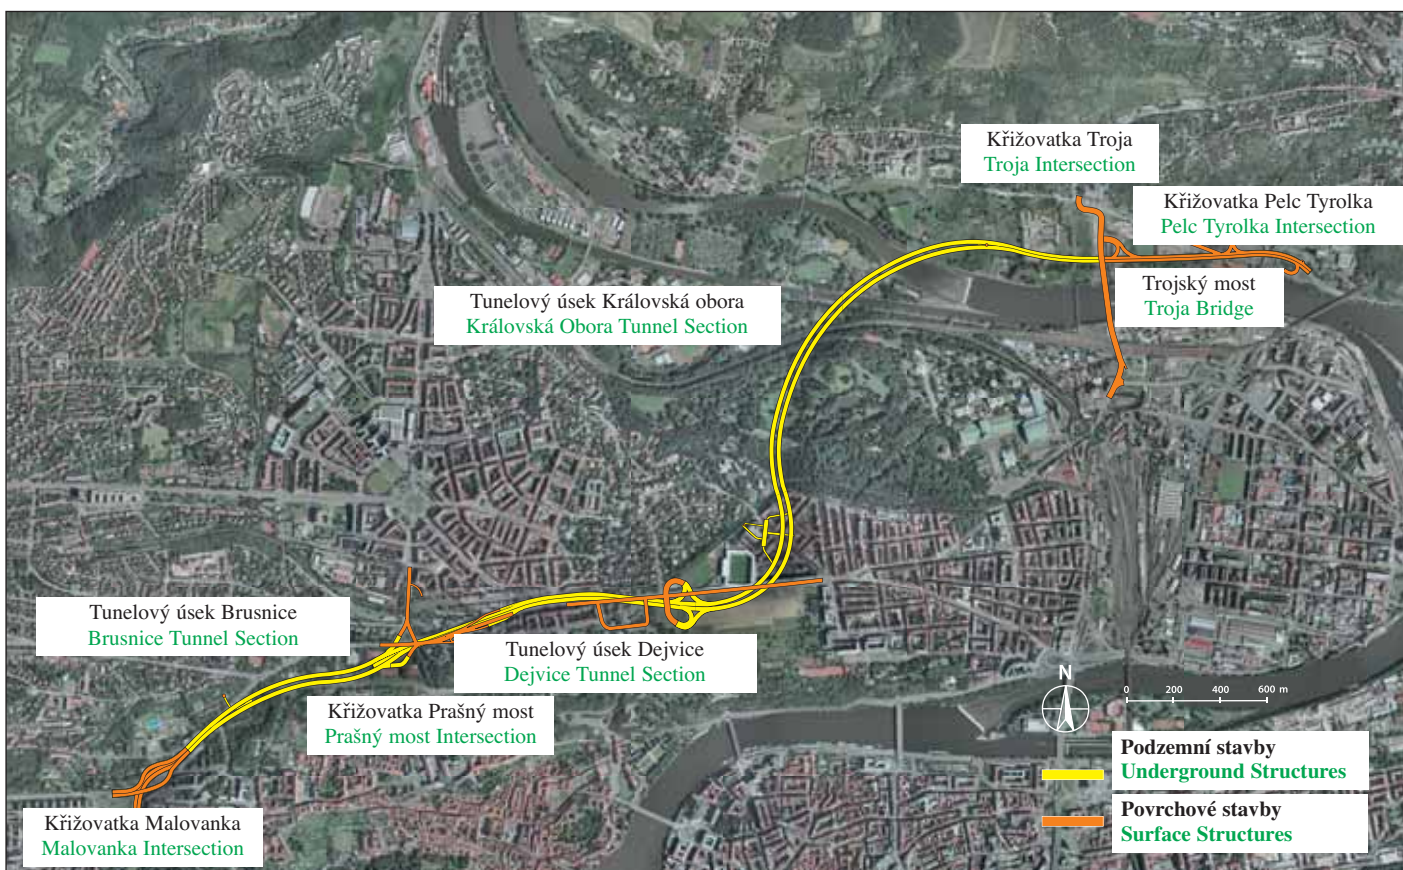 Křižovatka Troja
Troja Intersection
Křižovatka Pelc Tyrolka
Pelc Tyrolka Intersection
Trojský most
Troja Bridge
Tunelový úsek Královská obora
Královská Obora Tunnel Section
Tunelový úsek Brusnice
Brusnice Tunnel Section
Tunelový úsek Dejvice
Dejvice Tunnel Section
Křižovatka Prašný most
Prašný most Intersection
Křižovatka Malovanka
Malovanka Intersection
N
0 200 400 600 m
Podzemní stavby
Underground Structures
Povrchové stavby
Surface Structures